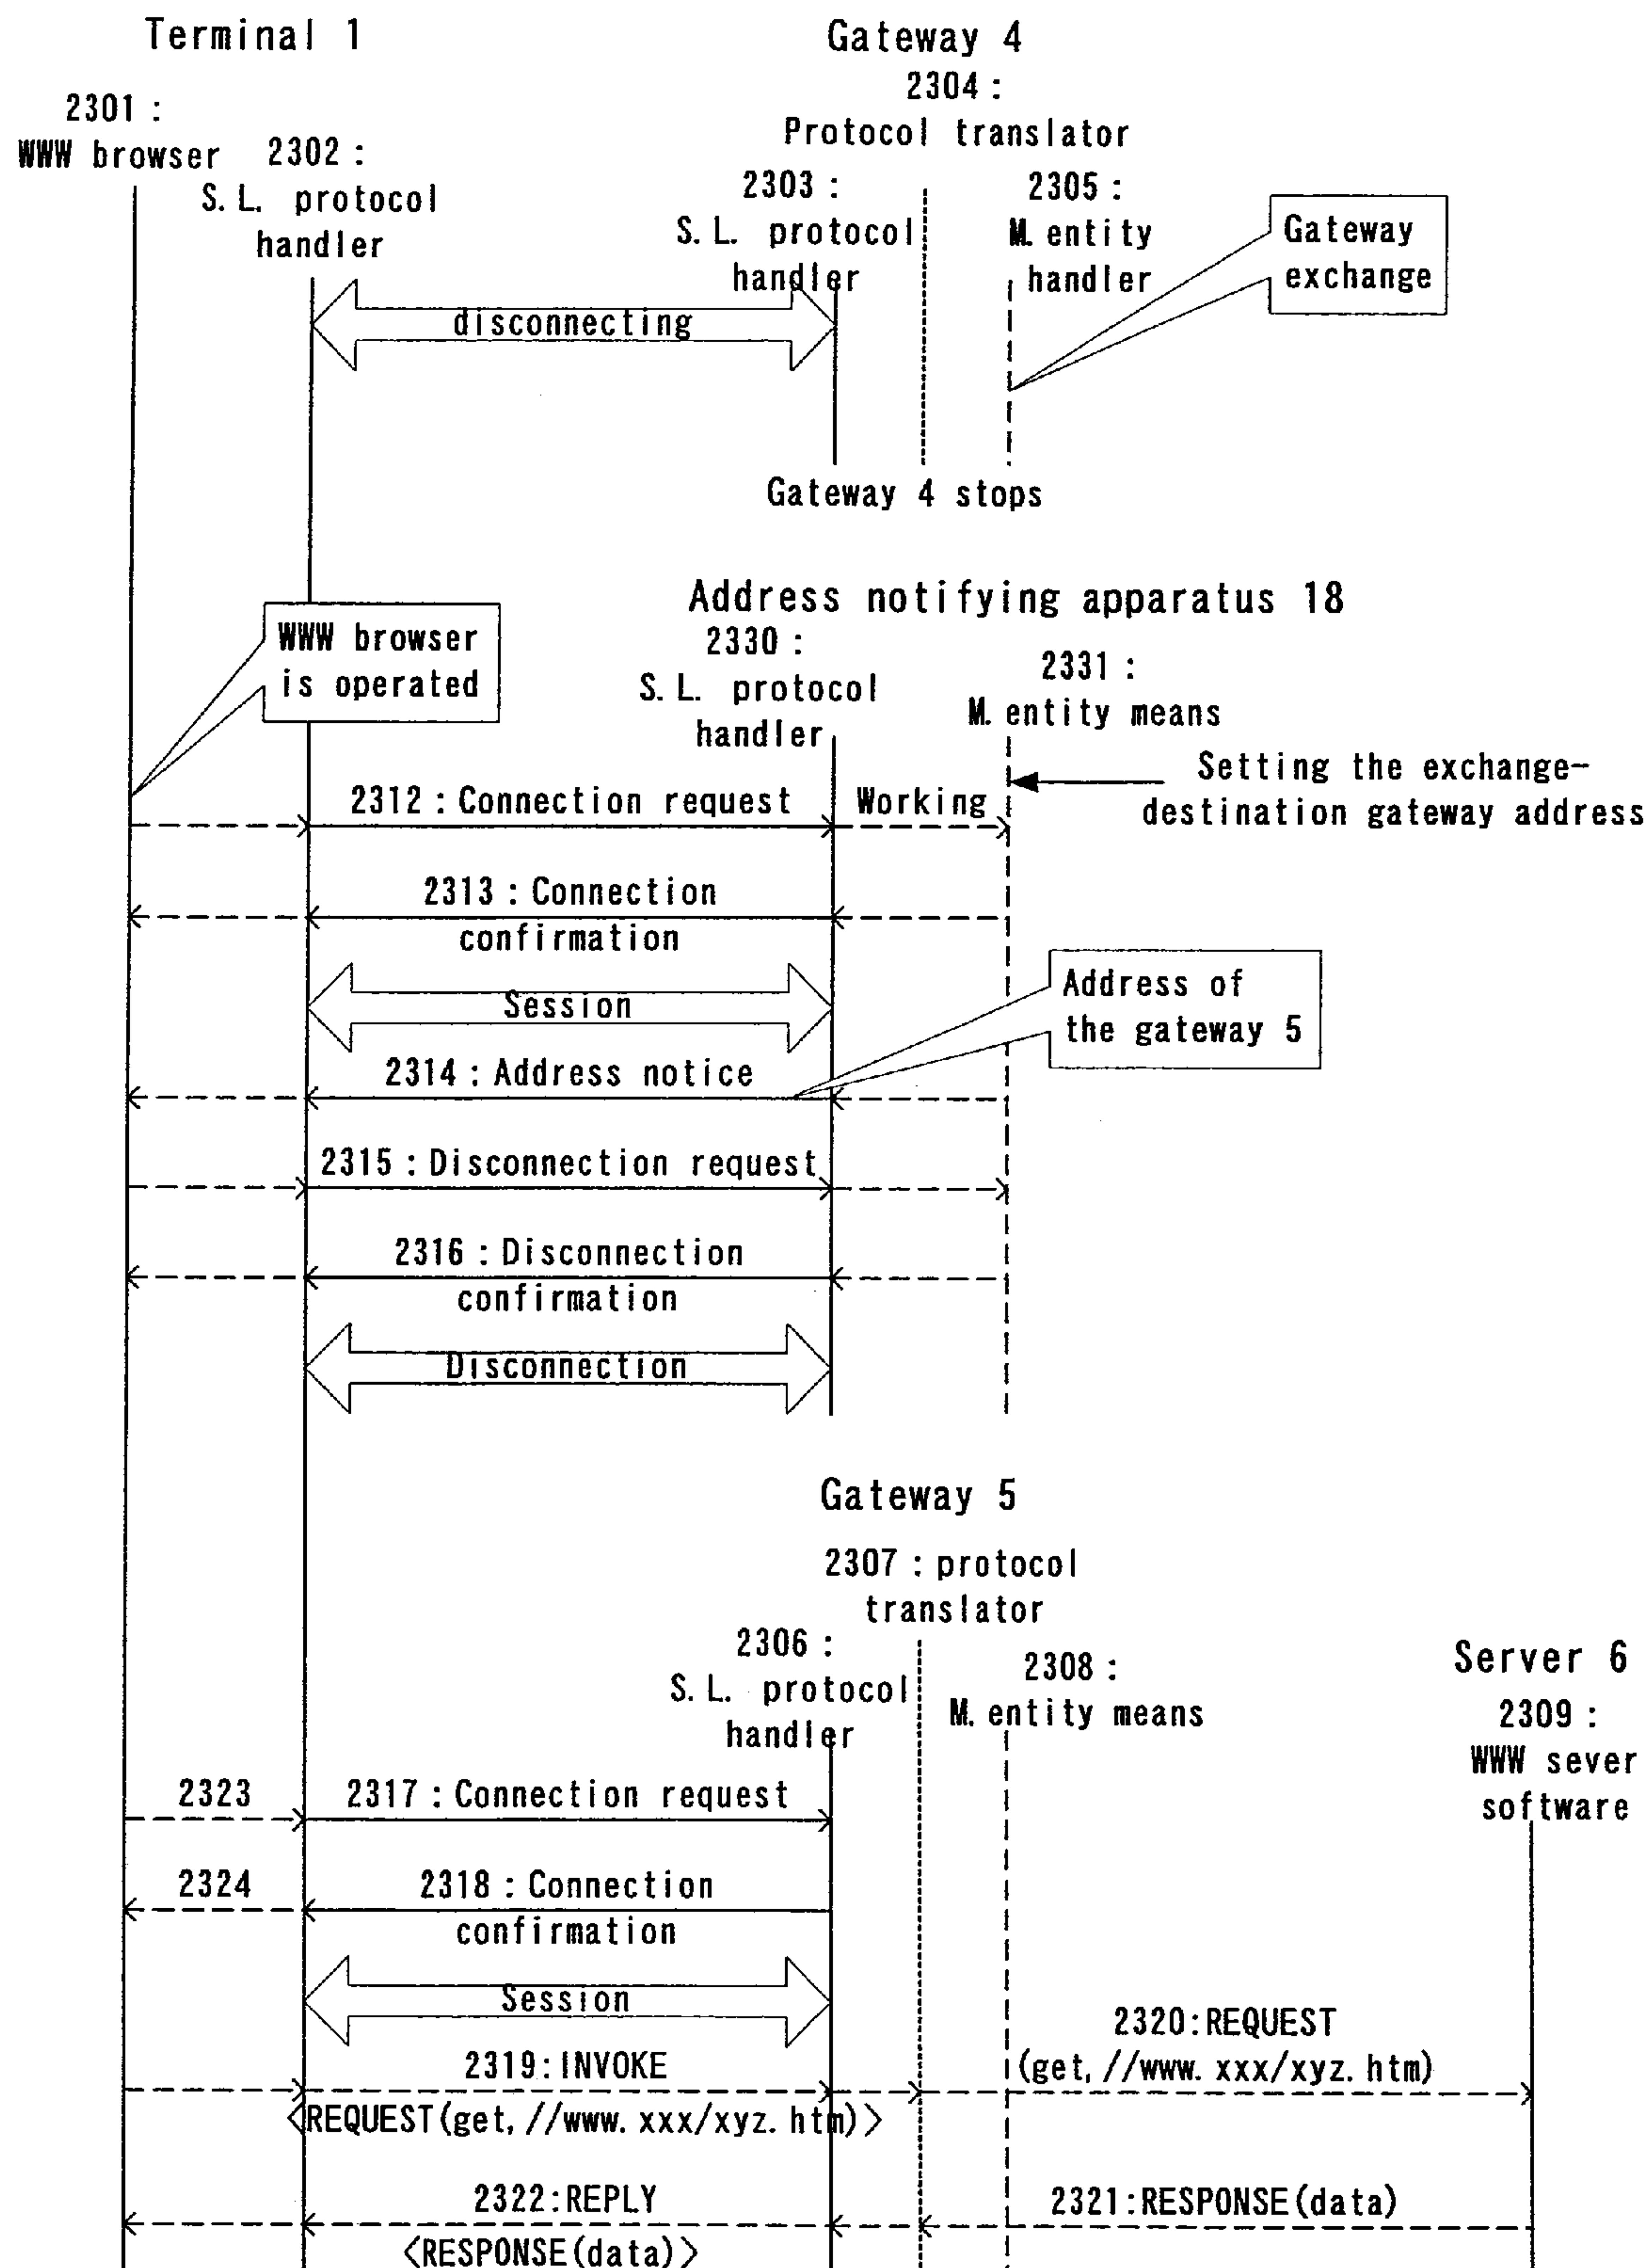 Terminal 1
Gateway 4
2301 :
WWW browser
2302 :
S.L. protocol
handler
2304 :
Protocol translator
2303 :
S.L. protocol
handler
2305 :
M.entity
handler
Gateway
exchange
disconnecting
Gateway 4 stops
Address notifying apparatus 18
WWW browser
is operated
2330 :
S.L. protocol
handler
2331 :
M.entity means
Setting the exchange-
destination gateway address
2312 : Connection request
Working
2313 : Connection
confirmation
Session
Address of
the gateway 5
2314 : Address notice
2315 : Disconnection request
2316 : Disconnection
confirmation
Disconnection
Gateway 5
2307 : protocol
translator
2306 :
S.L. protocol
handler
2308 :
M.entity means
Server 6
2309 :
WWW sever
software
2323
2317 : Connection request
2324
2318 : Connection
confirmation
Session
2319:INVOKE
<REQUEST(get,//www.xxx/xyz.htm)>
2320:REQUEST
(get,//www.xxx/xyz.htm)
2322:REPLY
<RESPONSE(data)>
2321:RESPONSE(data)